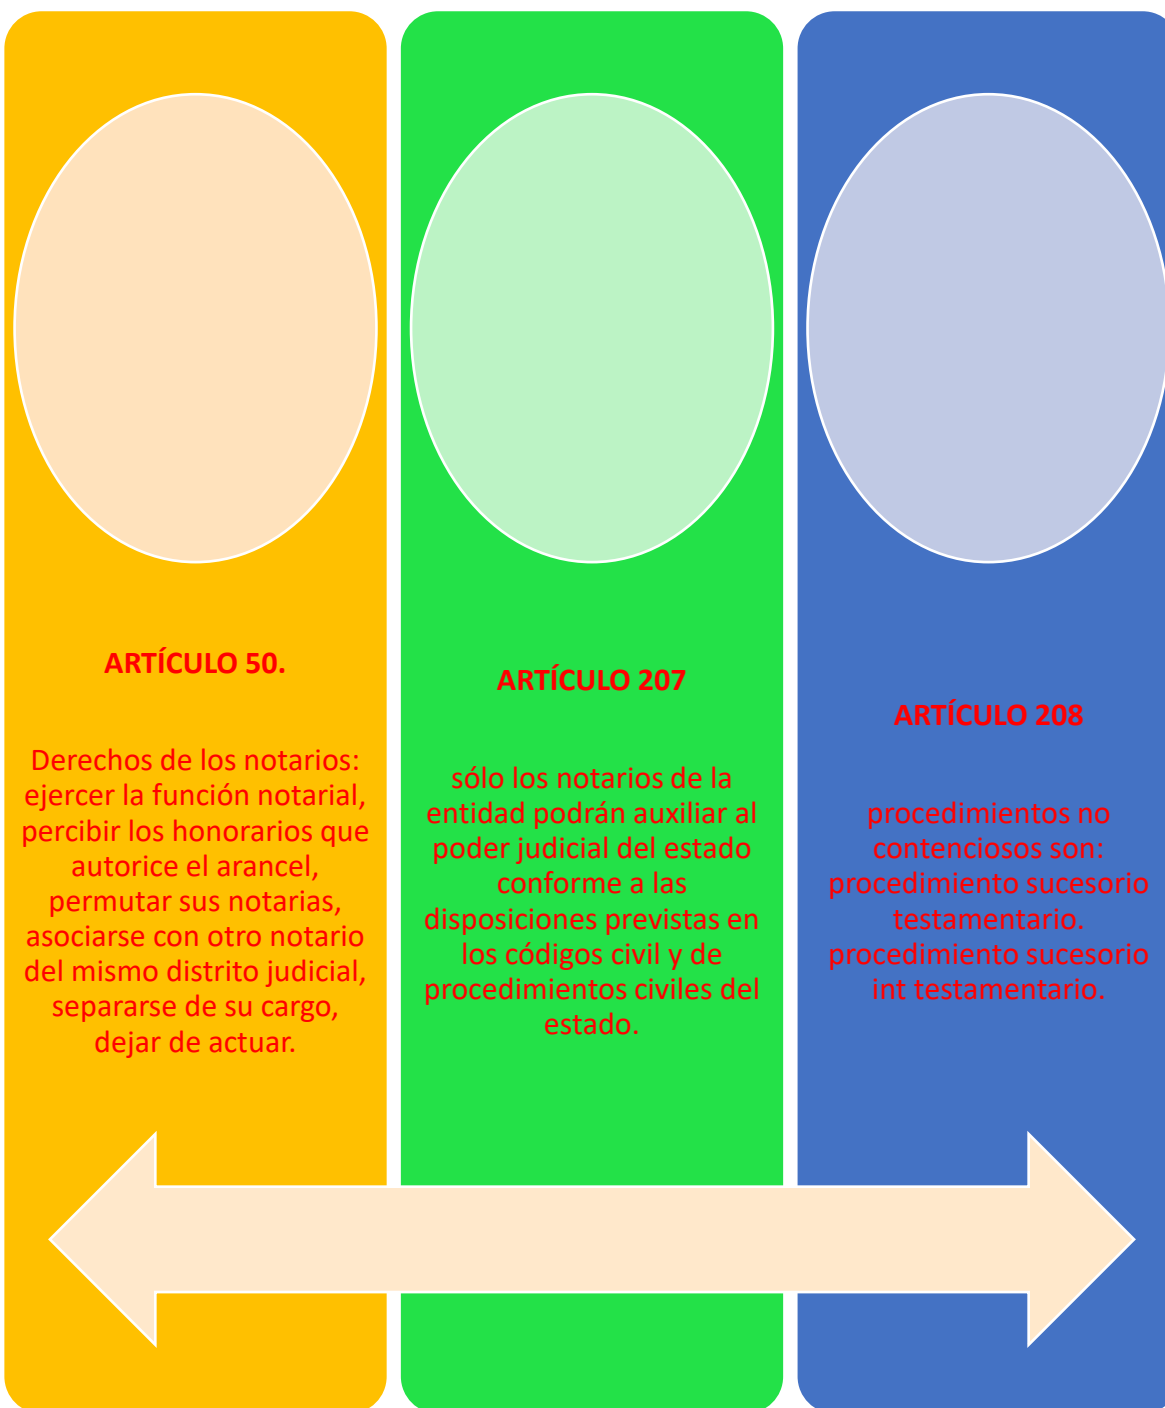 ARTÍCULO 50.
Derechos de los notarios:
ejercer la función notarial,
percibir los honorarios que
autorice el arancel,
permutar sus notarias,
asociarse con otro notario
del mismo distrito judicial,
separarse de su cargo,
dejar de actuar.
ARTÍCULO 207
sólo los notarios de la
entidad podrán auxiliar al
poder judicial del estado
conforme a las
disposiciones previstas en
los códigos civil y de
procedimientos civiles del
estado.
ARTÍCULO 208
procedimientos no
contenciosos son:
procedimiento sucesorio
testamentario.
procedimiento sucesorio
int testamentario.